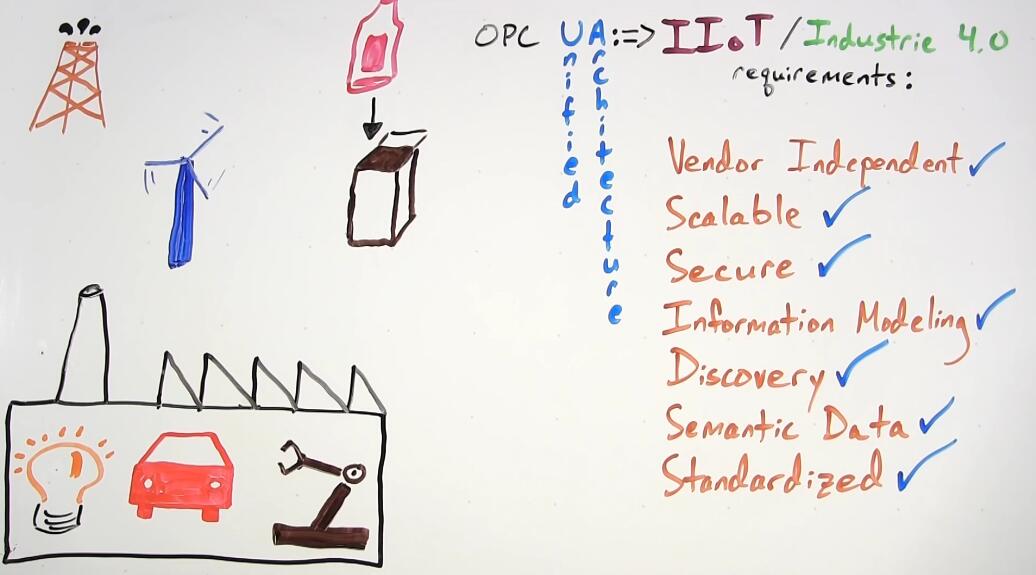 OPC UA :=> IIoT / Industrie 4.0
Unified
Architecture
requirements:
Vendor Independent ✓
Scalable ✓
Secure ✓
Information Modeling ✓
Discovery ✓
Semantic Data ✓
Standardized ✓